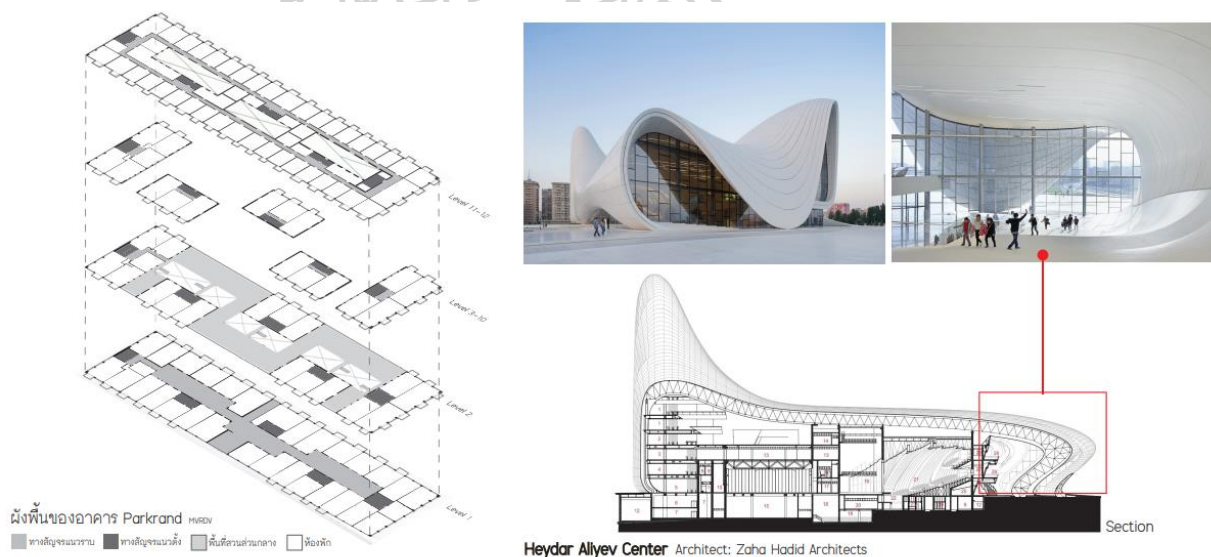 Level 11-12
Level 3-10
Level 2
Level 1
ผังพื้นของอาคาร Parkrand MVRDV
ทางสัญจรแนวราบ ทางสัญจรแนวตั้ง พื้นที่สวนส่วนกลาง ห้องพัก
Section
Heydar Aliyev Center Architect: Zaha Hadid Architects